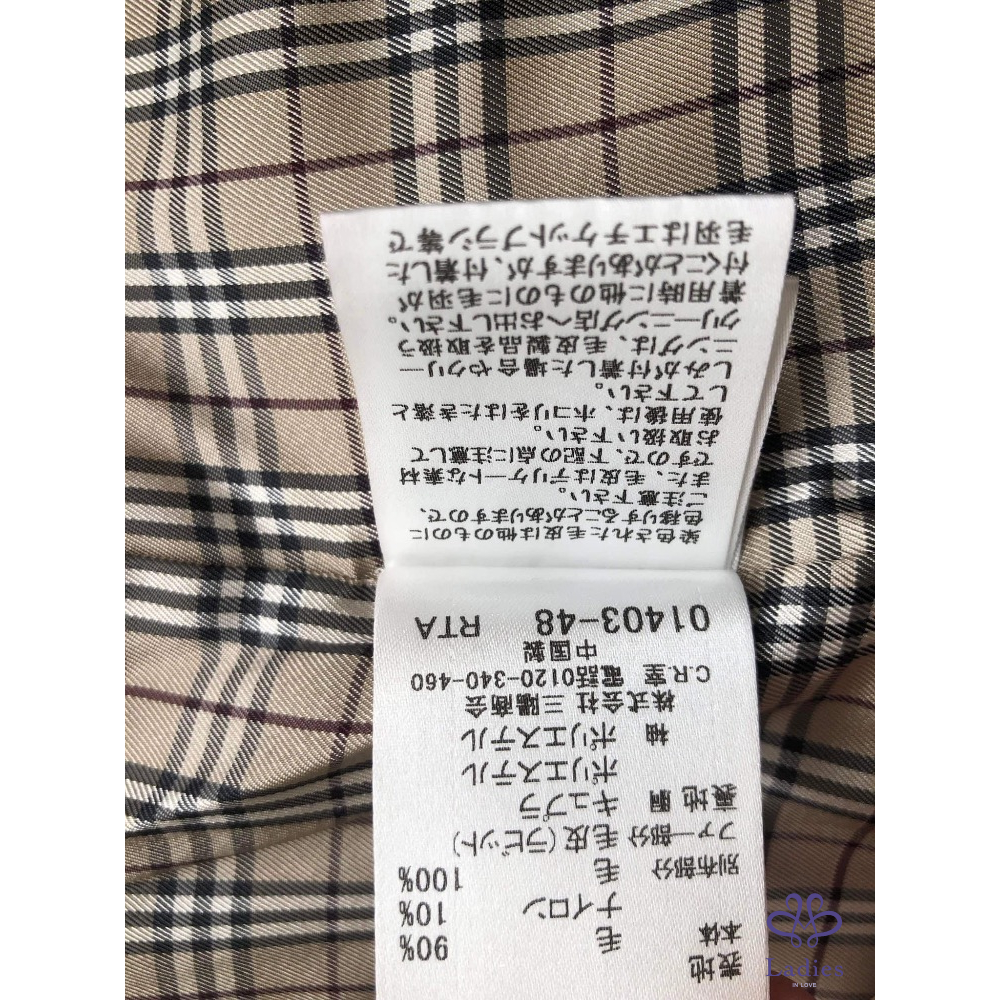 表地
本体 毛 90%
ナイロン 10%
別布部分 毛 100%
ファー部分 毛皮(ラビット)
裏地 胴 キュプラ
ポリエステル
袖 ポリエステル
株式会社 三陽商会
C.R.室 電話0120-340-460
中国製
01403-48 RTA
染色された毛皮は他のものに
色移りすることがありますので、
ご注意下さい。
また、毛皮はデリケートな素材
ですので、下記の点に注意して
お取扱い下さい。
使用後は、ホコリをはたき落と
して下さい。
しみが付着した場合やクリー
ニングは、毛皮製品を取扱う
クリーニング店へお出し下さい。
着用時に他のものに毛羽が
付くことがありますが、付着した
毛羽はエチケットブラシ等で
Ladies
IN LOVE